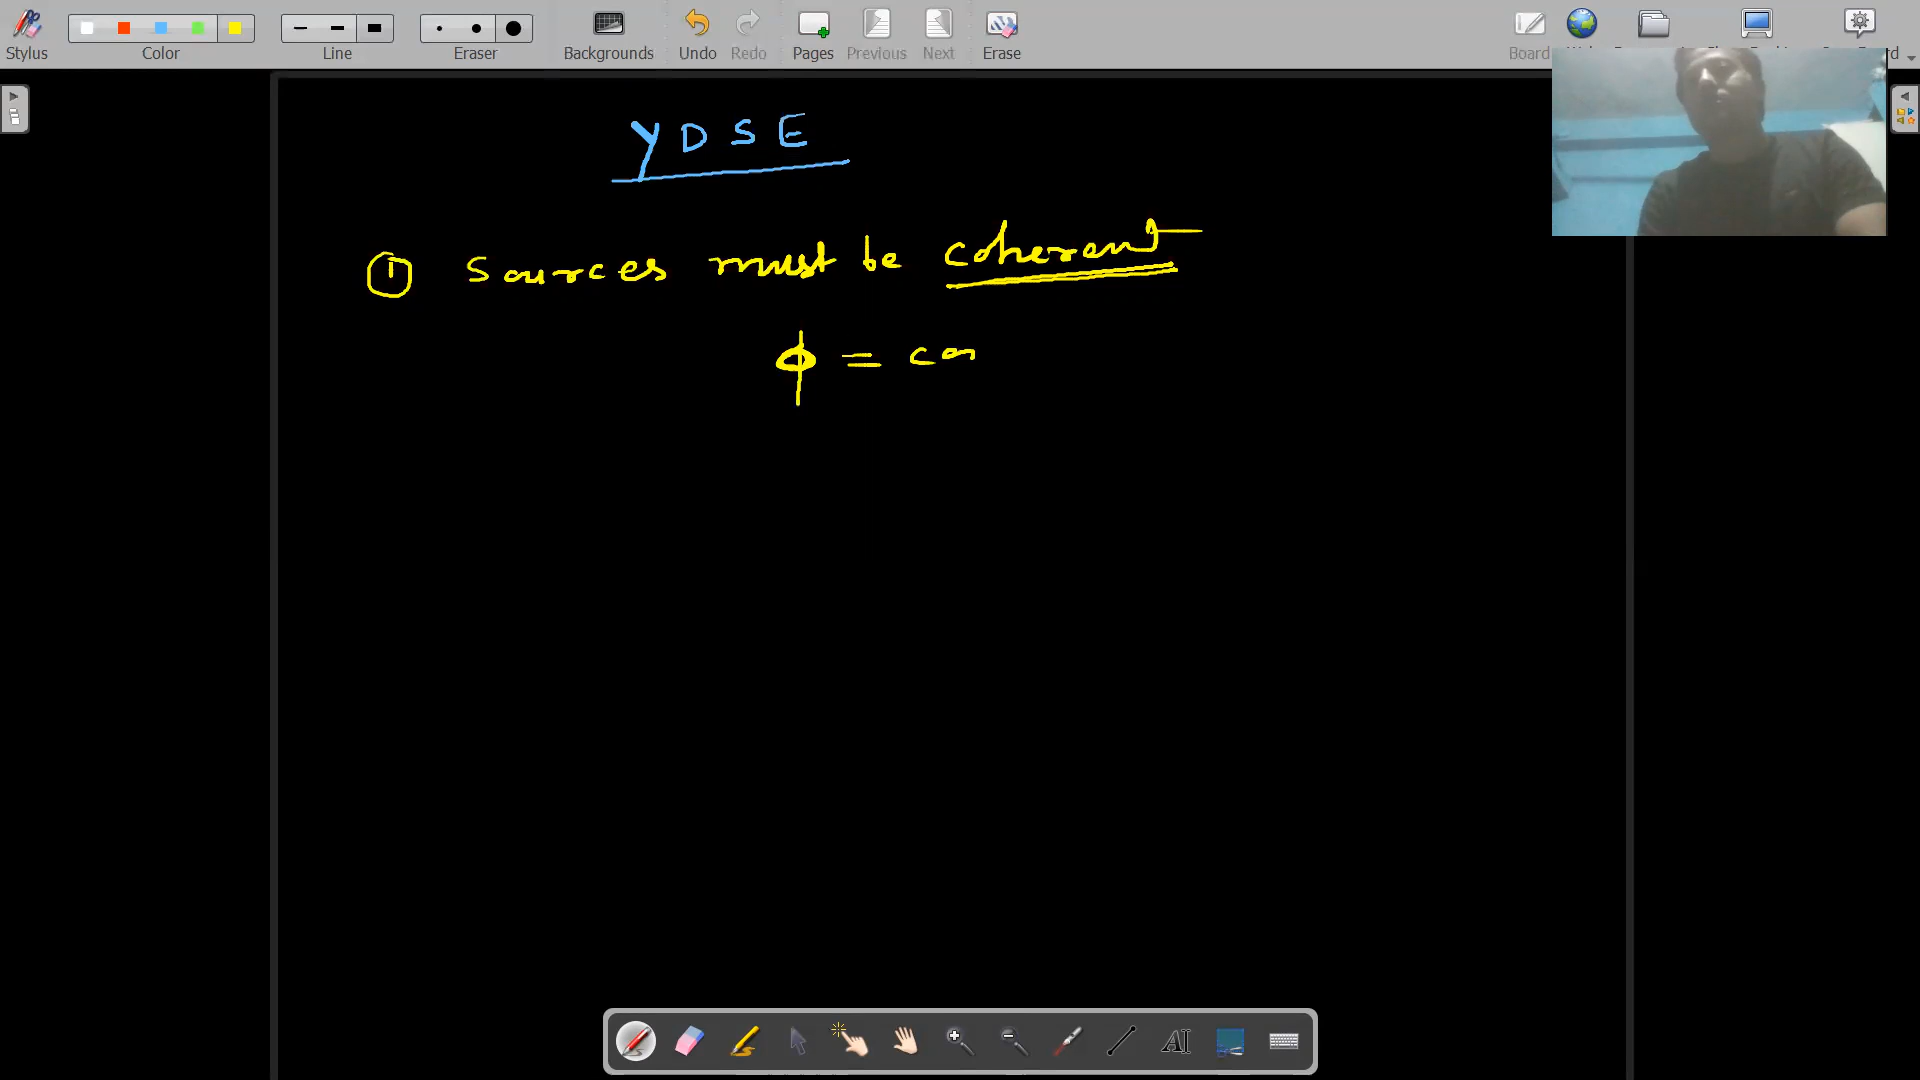 Stylus Color Line Eraser Backgrounds Undo Redo Pages Previous Next Erase Board
YDSE
① Sources must be coherent
ϕ = con